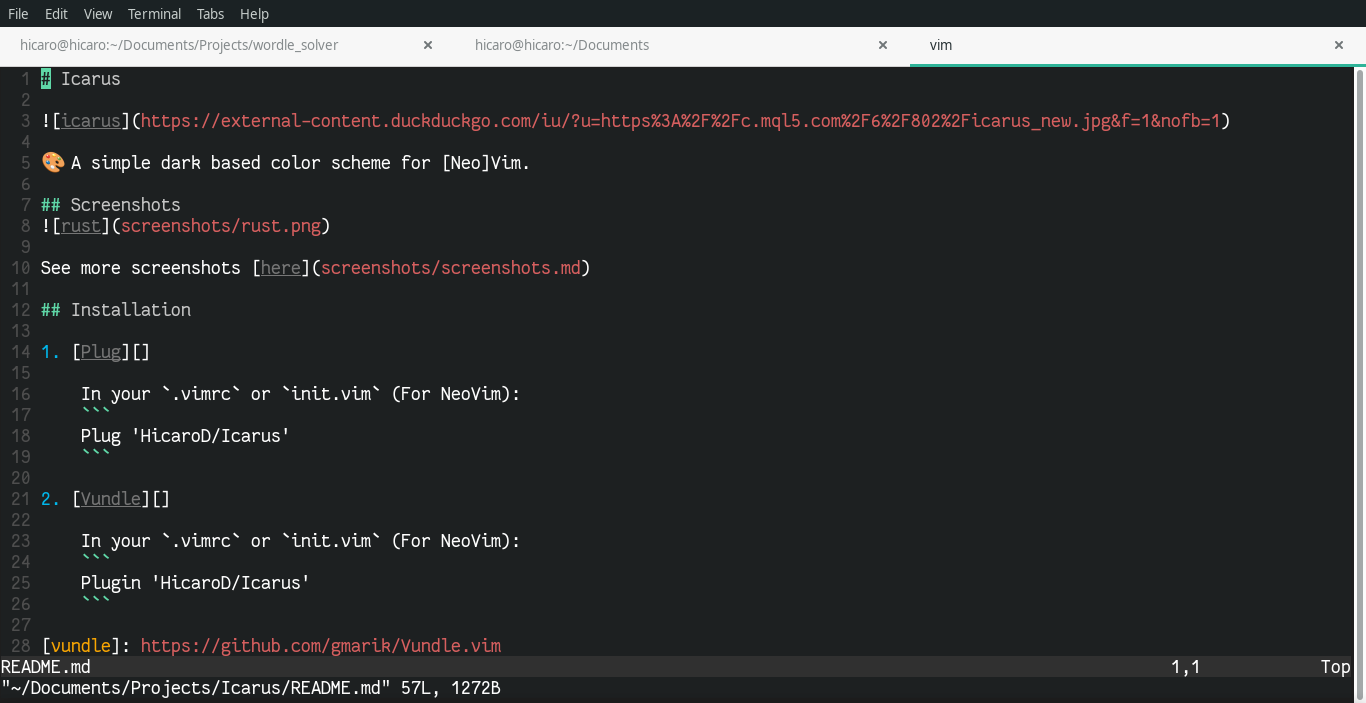 File Edit View Terminal Tabs Help
hicaro@hicaro:~/Documents/Projects/wordle_solver × hicaro@hicaro:~/Documents × vim ×
1 # Icarus
2
3 ![icarus](https://external-content.duckduckgo.com/iu/?u=https%3A%2F%2Fc.mql5.com%2F6%2F802%2Ficarus_new.jpg&f=1&nofb=1)
4
5 🎨 A simple dark based color scheme for [Neo]Vim.
6
7 ## Screenshots
8 ![rust](screenshots/rust.png)
9
10 See more screenshots [here](screenshots/screenshots.md)
11
12 ## Installation
13
14 1. [Plug][]
15
16     In your `.vimrc` or `init.vim` (For NeoVim):
17     ```
18     Plug 'HicaroD/Icarus'
19     ```
20
21 2. [Vundle][]
22
23     In your `.vimrc` or `init.vim` (For NeoVim):
24     ```
25     Plugin 'HicaroD/Icarus'
26     ```
27
28 [vundle]: https://github.com/gmarik/Vundle.vim
README.md 1,1 Top
"~/Documents/Projects/Icarus/README.md" 57L, 1272B